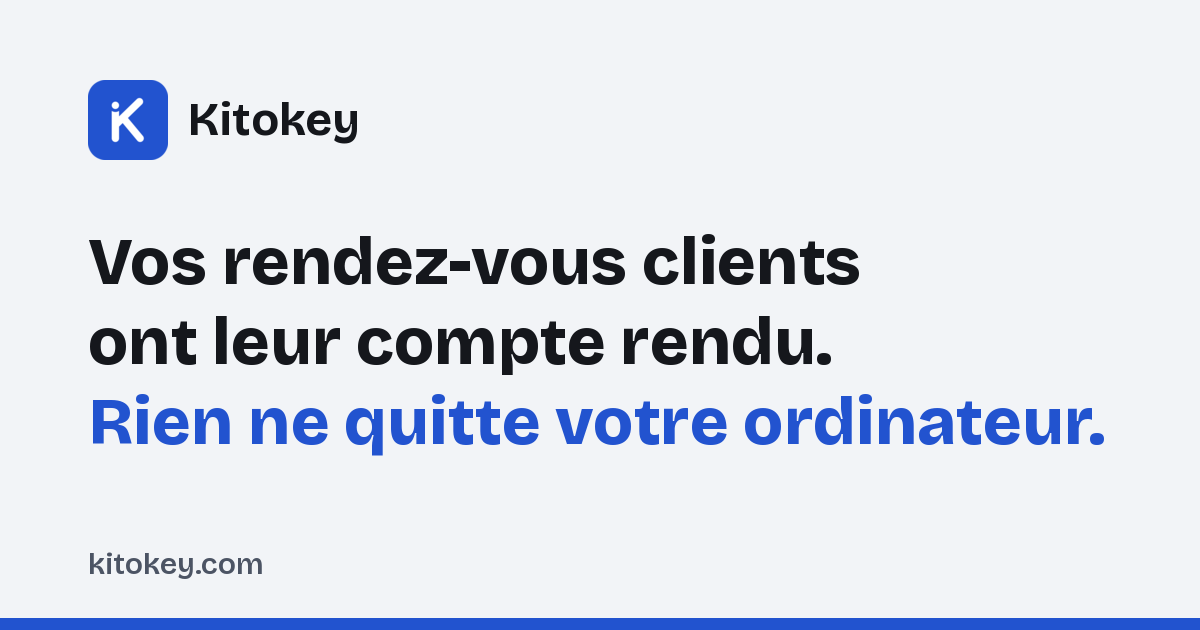 Kitokey
Vos rendez-vous clients
ont leur compte rendu.
Rien ne quitte votre ordinateur.
kitokey.com